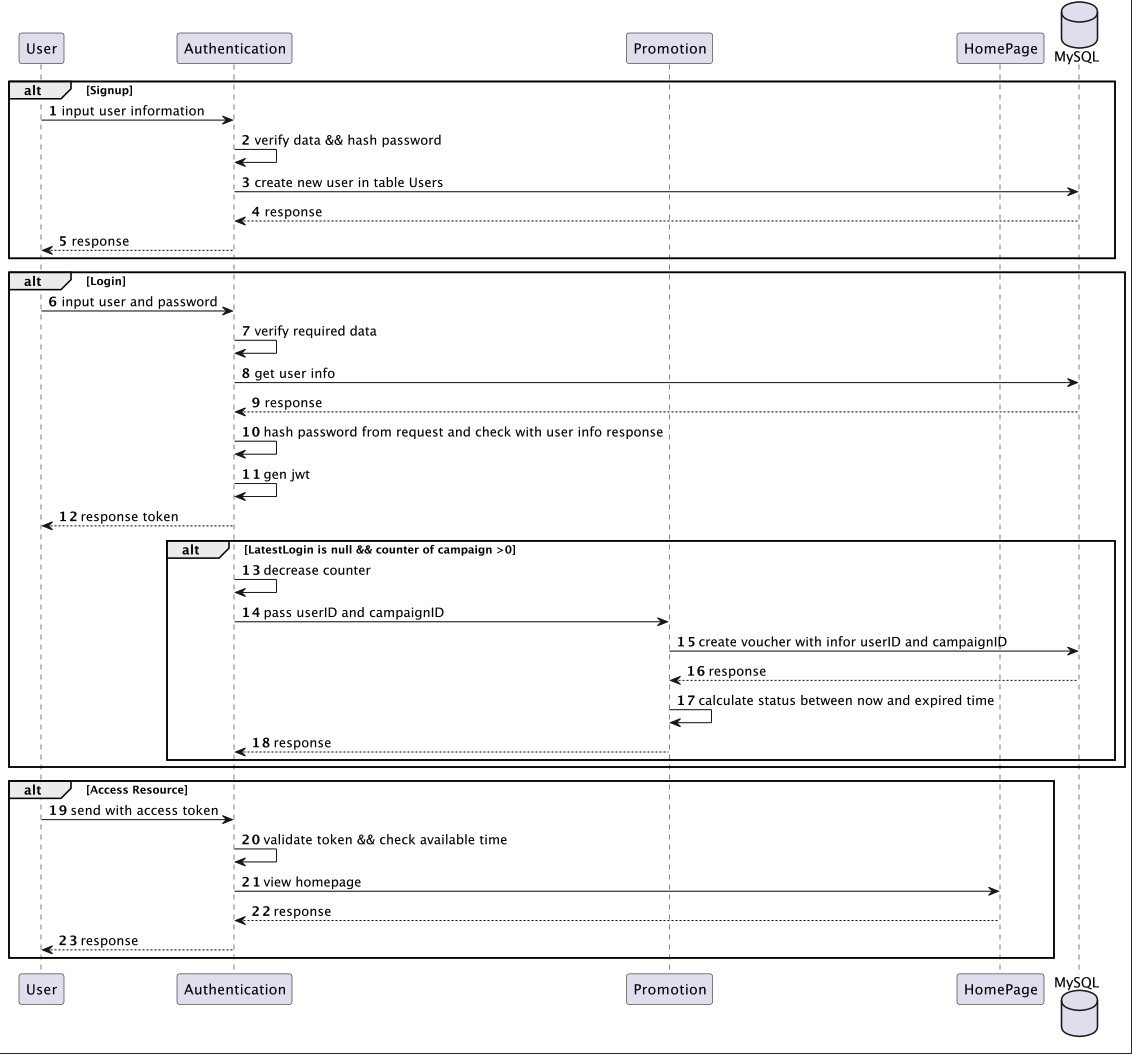 MySQL
User Authentication Promotion HomePage
alt [Signup]
1 input user information
2 verify data && hash password
3 create new user in table Users
4 response
5 response
alt [Login]
6 input user and password
7 verify required data
8 get user info
9 response
10 hash password from request and check with user info response
11 gen jwt
12 response token
alt [LatestLogin is null && counter of campaign >0]
13 decrease counter
14 pass userID and campaignID
15 create voucher with infor userID and campaignID
16 response
17 calculate status between now and expired time
18 response
alt [Access Resource]
19 send with access token
20 validate token && check available time
21 view homepage
22 response
23 response
User Authentication Promotion HomePage
MySQL